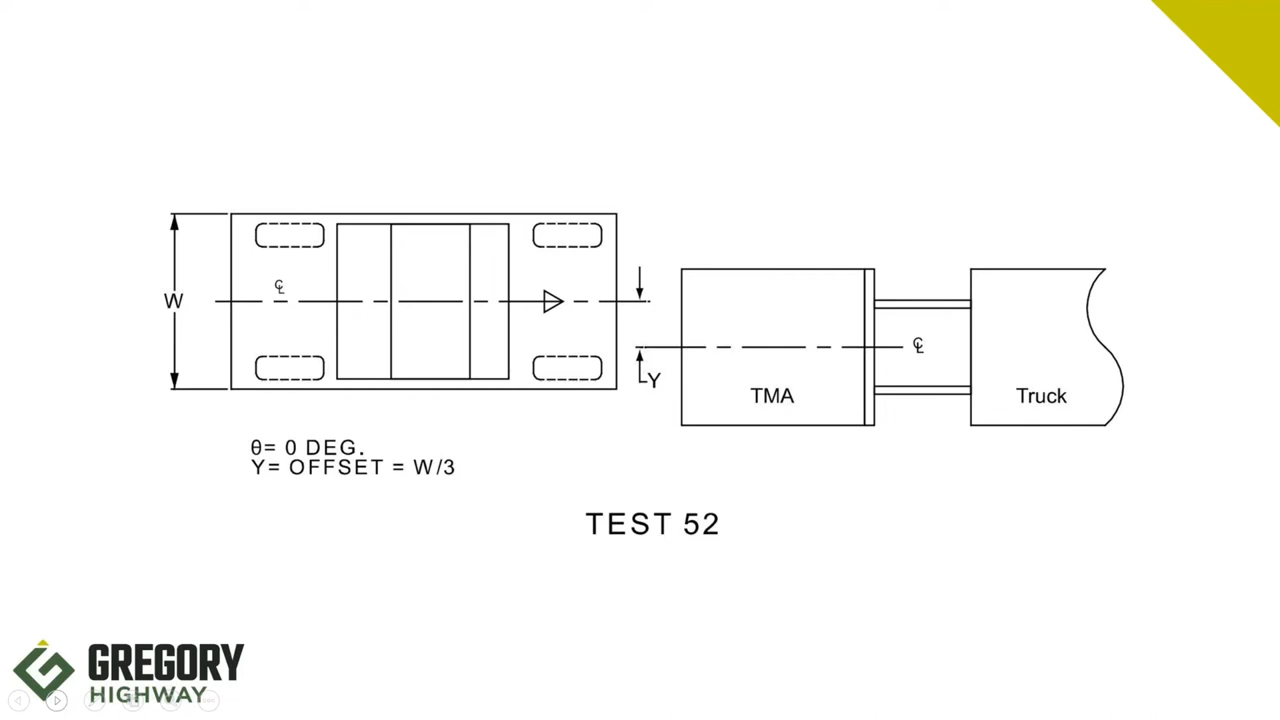 W
℄
℄
Y
TMA
Truck
θ= 0 DEG.
Y= OFFSET = W/3
TEST 52
GREGORY
HIGHWAY